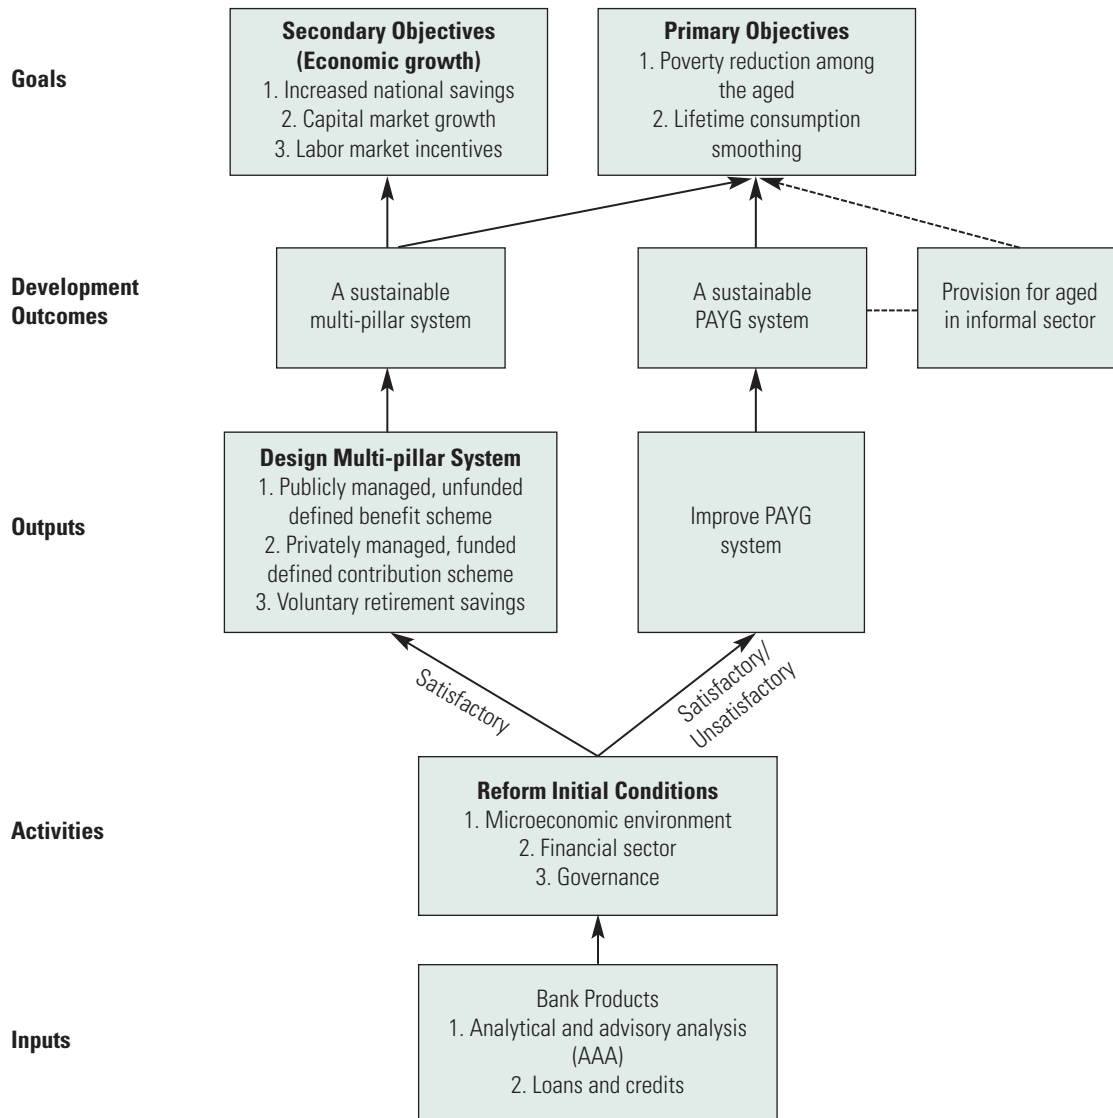 Goals
Secondary Objectives
(Economic growth)
1. Increased national savings
2. Capital market growth
3. Labor market incentives
Primary Objectives
1. Poverty reduction among
the aged
2. Lifetime consumption
smoothing
Development
Outcomes
A sustainable
multi-pillar system
A sustainable
PAYG system
Provision for aged
in informal sector
Outputs
Design Multi-pillar System
1. Publicly managed, unfunded
defined benefit scheme
2. Privately managed, funded
defined contribution scheme
3. Voluntary retirement savings
Improve PAYG
system
Satisfactory
Satisfactory/
Unsatisfactory
Activities
Reform Initial Conditions
1. Microeconomic environment
2. Financial sector
3. Governance
Inputs
Bank Products
1. Analytical and advisory analysis
(AAA)
2. Loans and credits